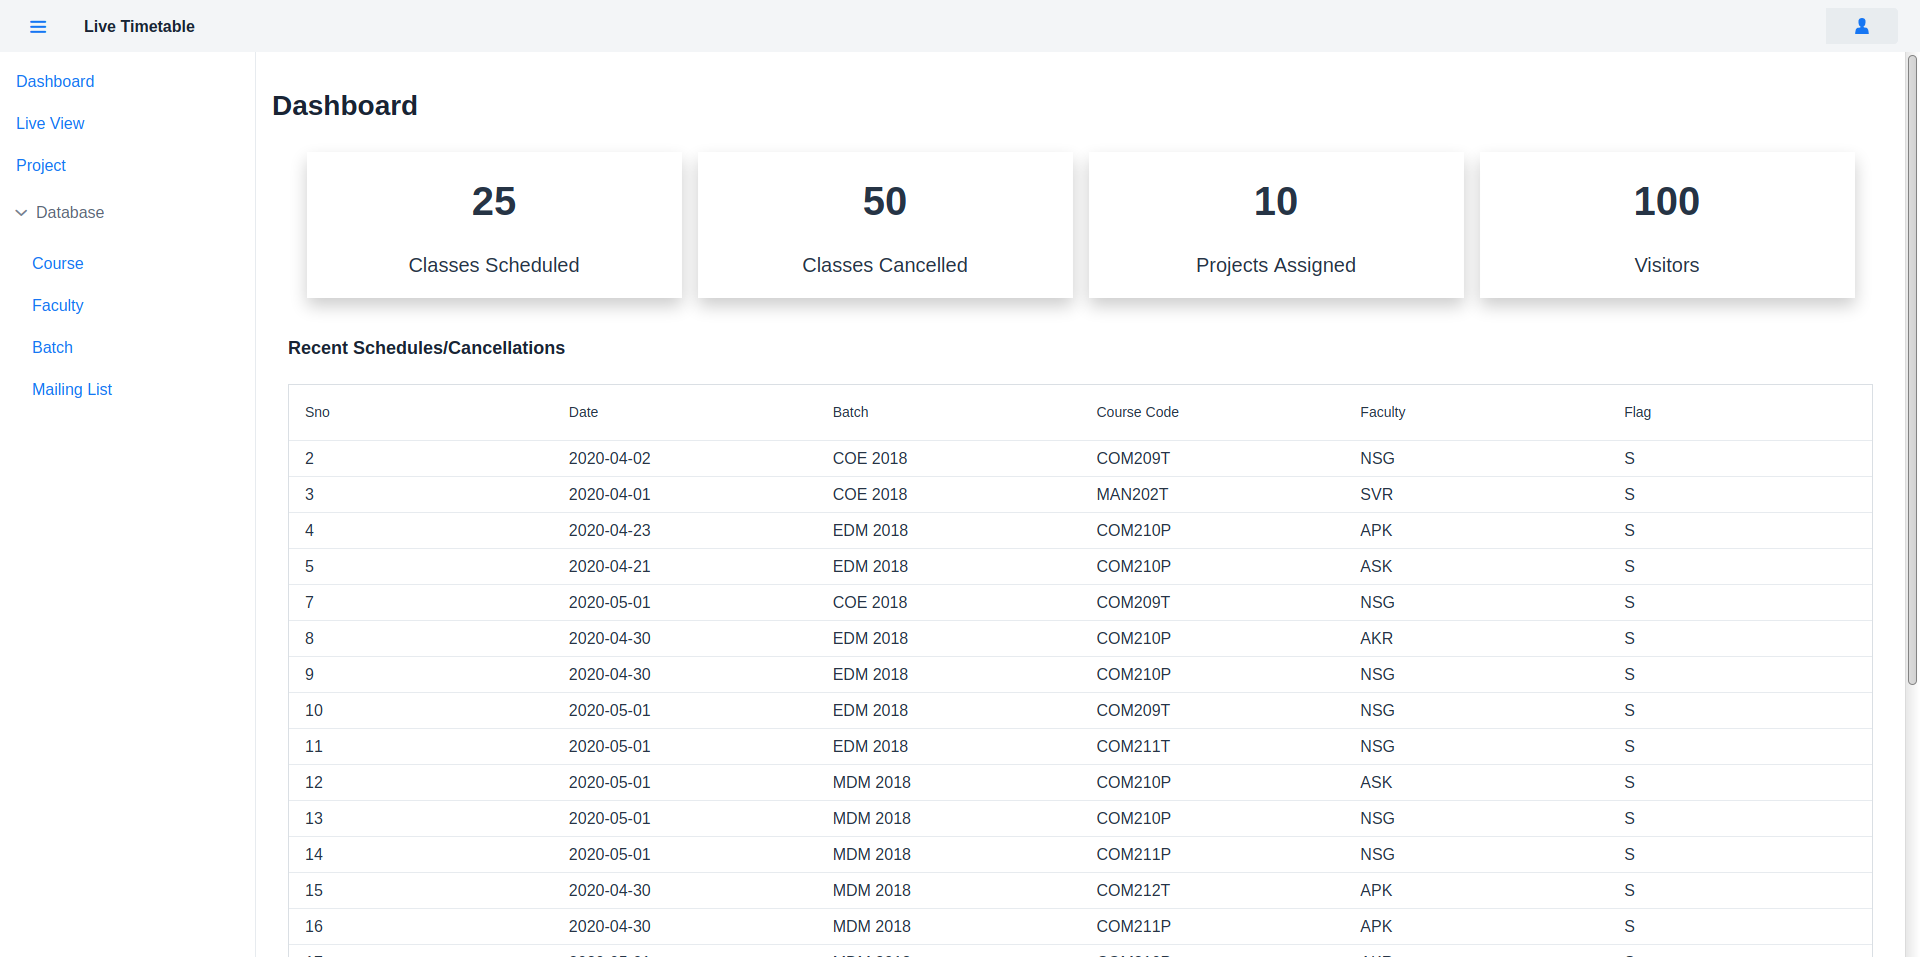 Live Timetable
Dashboard
Live View
Project
Database
Course
Faculty
Batch
Mailing List
Dashboard
25 50 10 100
Classes Scheduled Classes Cancelled Projects Assigned Visitors
Recent Schedules/Cancellations
Sno Date Batch Course Code Faculty Flag
2 2020-04-02 COE 2018 COM209T NSG S
3 2020-04-01 COE 2018 MAN202T SVR S
4 2020-04-23 EDM 2018 COM210P APK S
5 2020-04-21 EDM 2018 COM210P ASK S
7 2020-05-01 COE 2018 COM209T NSG S
8 2020-04-30 EDM 2018 COM210P AKR S
9 2020-04-30 EDM 2018 COM210P NSG S
10 2020-05-01 EDM 2018 COM209T NSG S
11 2020-05-01 EDM 2018 COM211T NSG S
12 2020-05-01 MDM 2018 COM210P ASK S
13 2020-05-01 MDM 2018 COM210P NSG S
14 2020-05-01 MDM 2018 COM211P NSG S
15 2020-04-30 MDM 2018 COM212T APK S
16 2020-04-30 MDM 2018 COM211P APK S